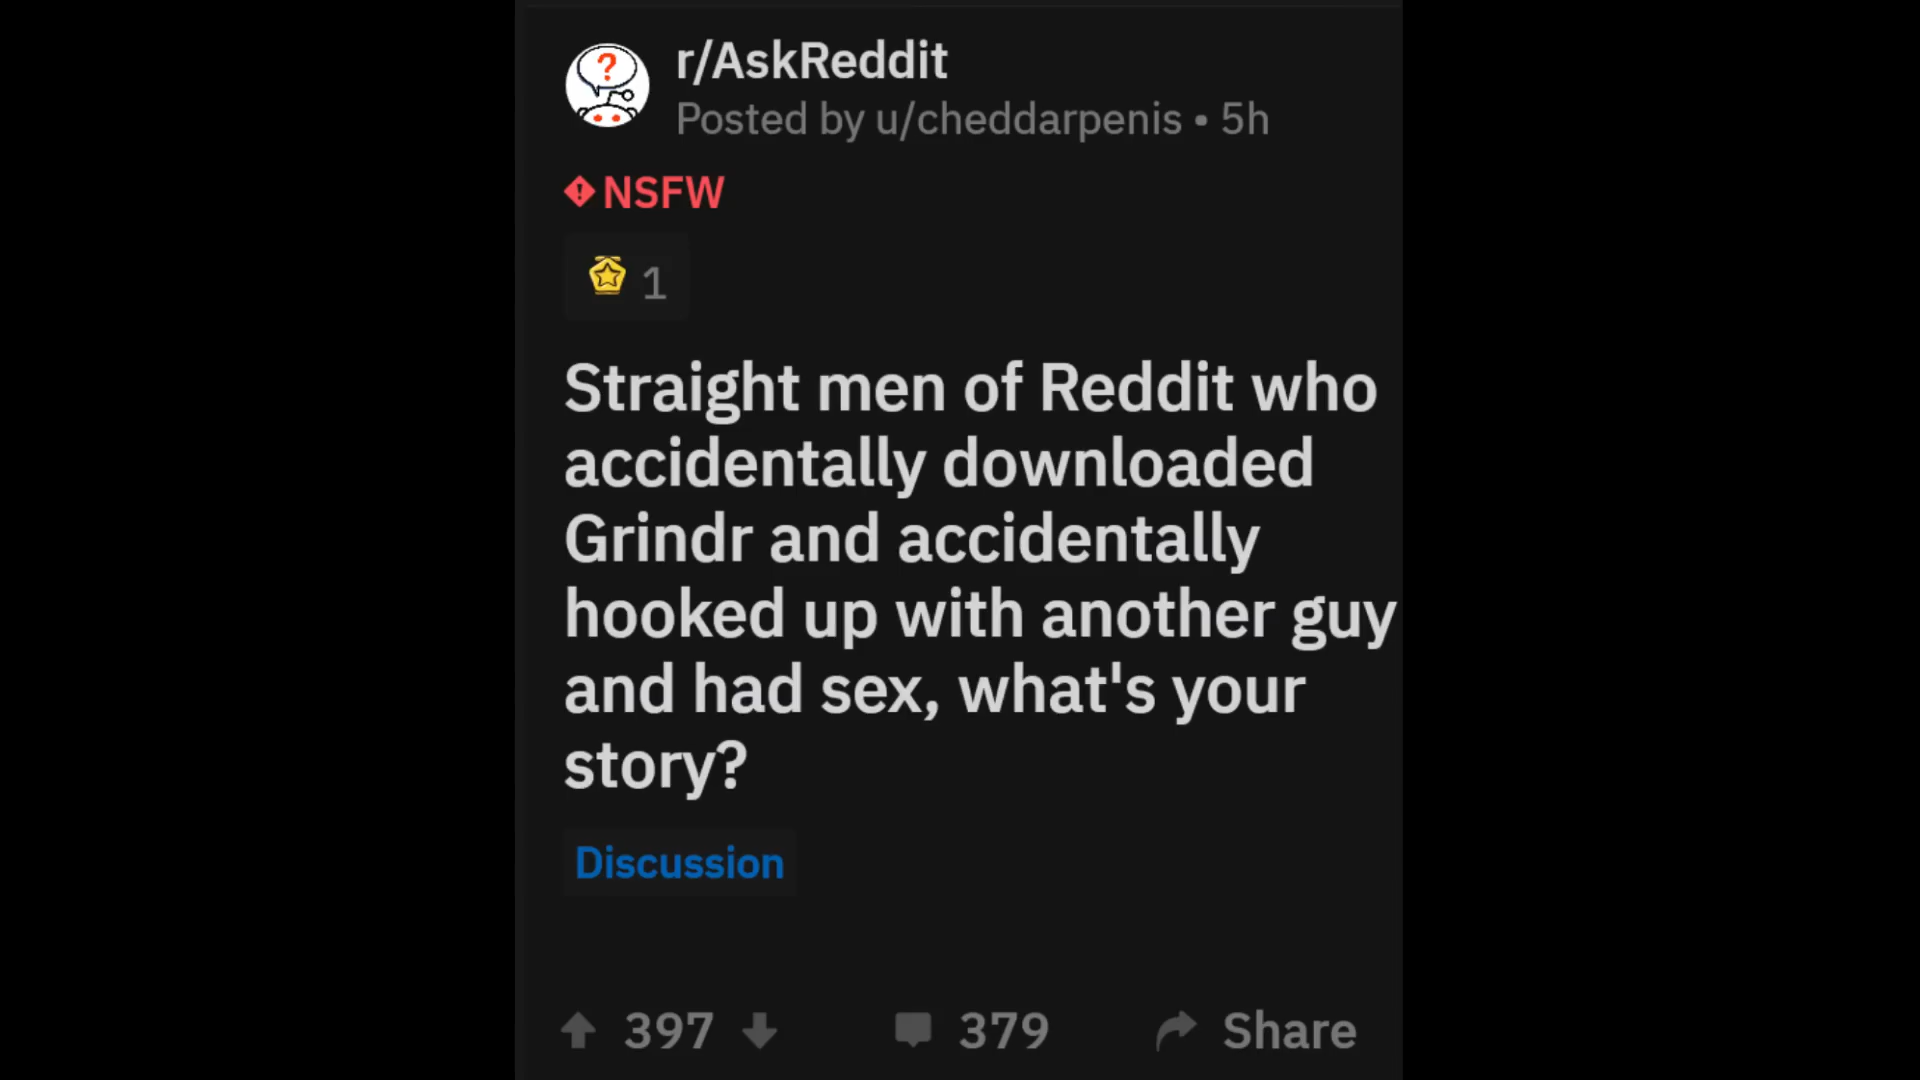 r/AskReddit
Posted by u/cheddarpenis • 5h
NSFW
1
Straight men of Reddit who
accidentally downloaded
Grindr and accidentally
hooked up with another guy
and had sex, what's your
story?
Discussion
397 379 Share